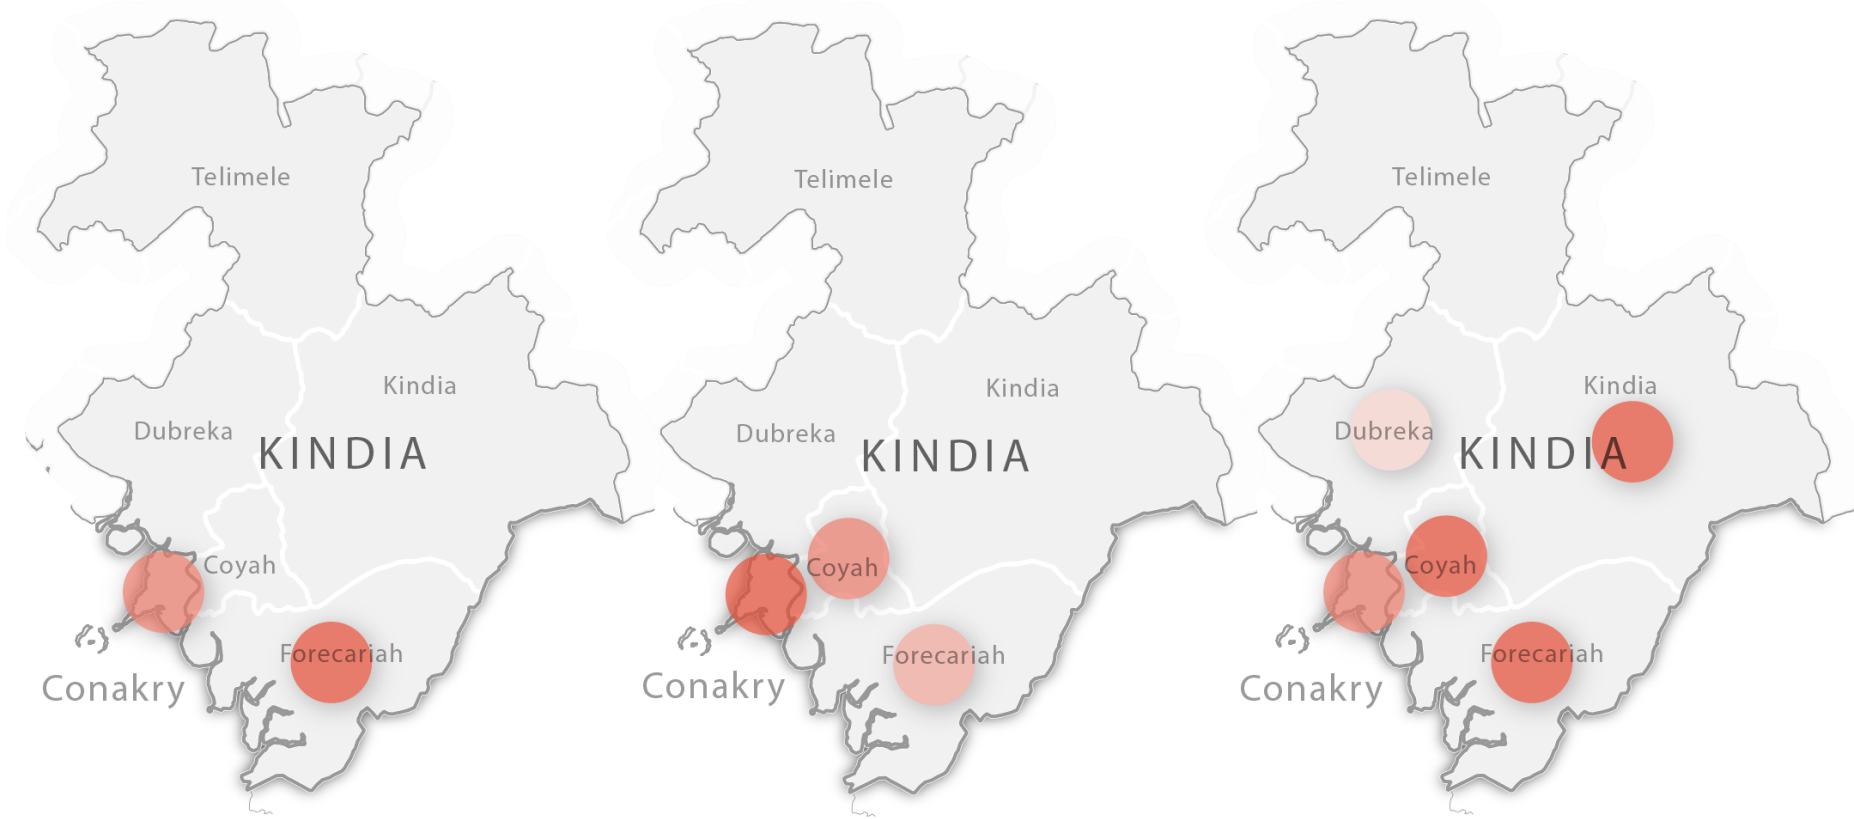 Telimele
Kindia
Dubreka
KINDIA
Coyah
Forecariah
Conakry
Telimele
Kindia
Dubreka
KINDIA
Coyah
Forecariah
Conakry
Telimele
Kindia
Dubreka
KINDIA
Coyah
Forecariah
Conakry